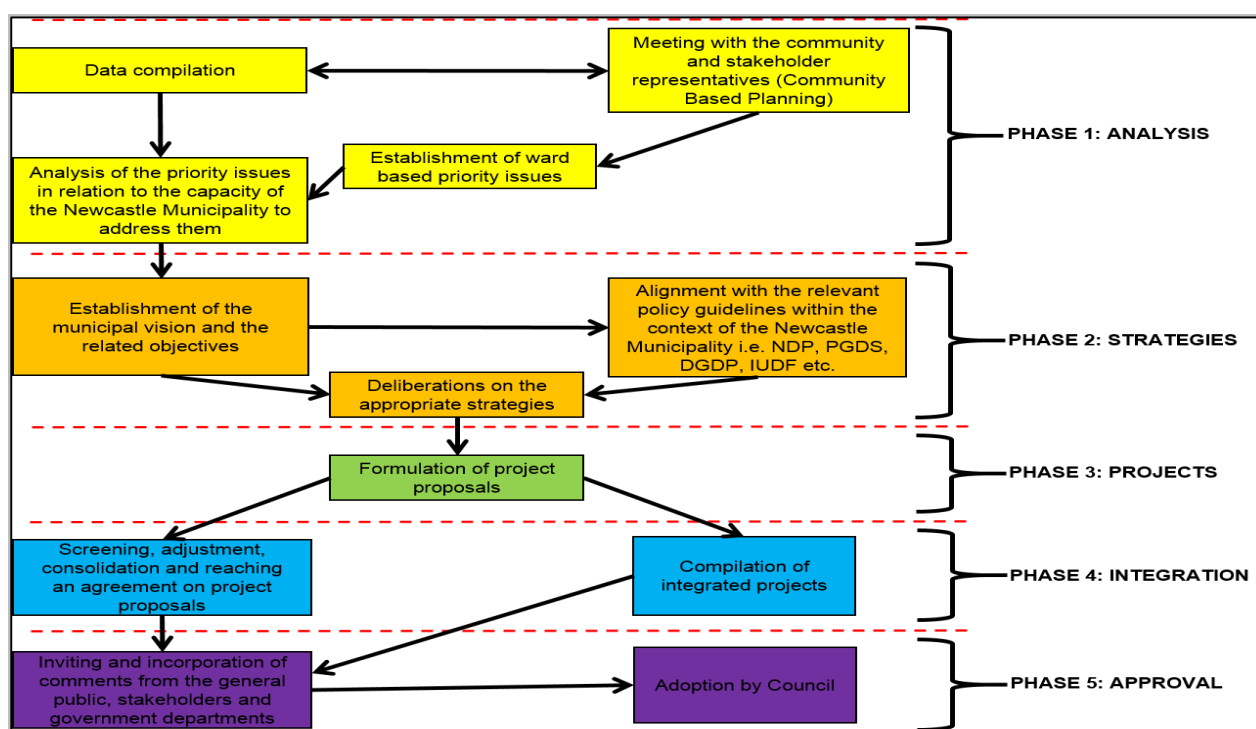 Data compilation
Meeting with the community
and stakeholder
representatives (Community
Based Planning)
Establishment of ward
based priority issues
Analysis of the priority issues
in relation to the capacity of
the Newcastle Municipality to
address them
PHASE 1: ANALYSIS
Establishment of the
municipal vision and the
related objectives
Alignment with the relevant
policy guidelines within the
context of the Newcastle
Municipality i.e. NDP, PGDS,
DGDP, IUDF etc.
Deliberations on the
appropriate strategies
PHASE 2: STRATEGIES
Formulation of project
proposals
PHASE 3: PROJECTS
Screening, adjustment,
consolidation and reaching
an agreement on project
proposals
Compilation of
integrated projects
PHASE 4: INTEGRATION
Inviting and incorporation of
comments from the general
public, stakeholders and
government departments
Adoption by Council
PHASE 5: APPROVAL